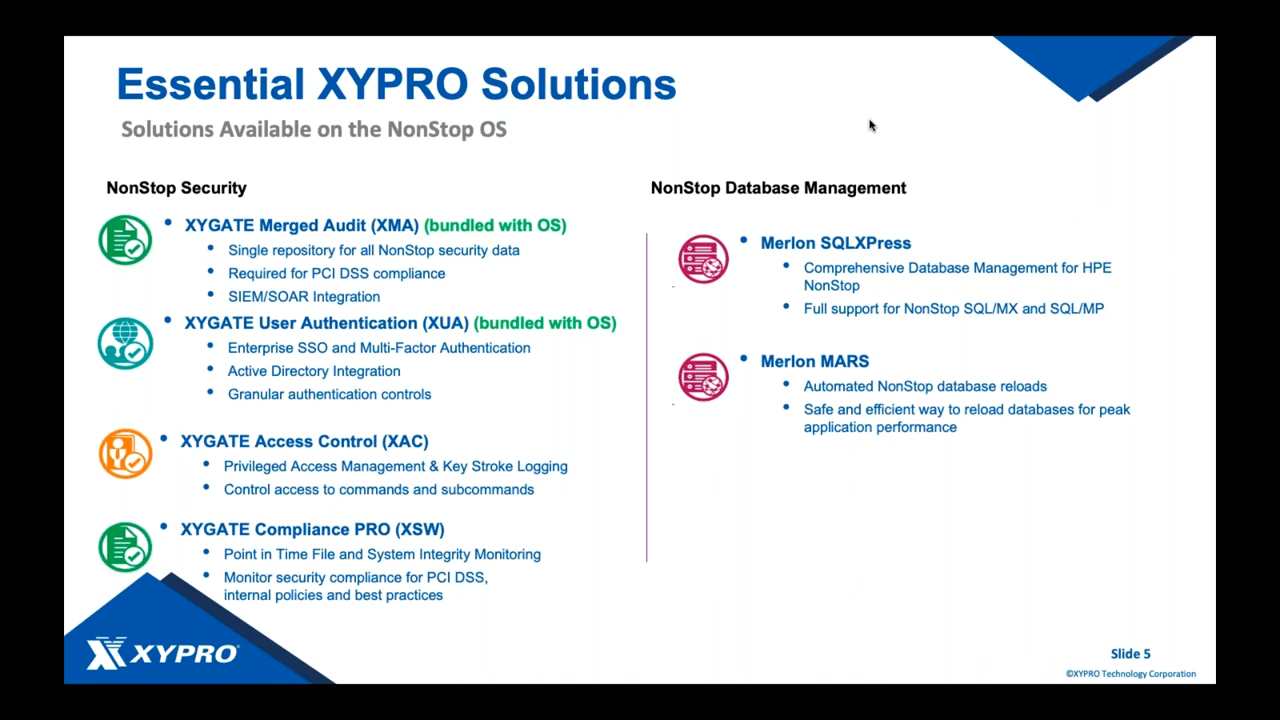 Essential XYPRO Solutions
Solutions Available on the NonStop OS
NonStop Security
• XYGATE Merged Audit (XMA) (bundled with OS)
• Single repository for all NonStop security data
• Required for PCI DSS compliance
• SIEM/SOAR Integration
• XYGATE User Authentication (XUA) (bundled with OS)
• Enterprise SSO and Multi-Factor Authentication
• Active Directory Integration
• Granular authentication controls
• XYGATE Access Control (XAC)
• Privileged Access Management & Key Stroke Logging
• Control access to commands and subcommands
• XYGATE Compliance PRO (XSW)
• Point in Time File and System Integrity Monitoring
• Monitor security compliance for PCI DSS,
internal policies and best practices
NonStop Database Management
• Merlon SQLXPress
• Comprehensive Database Management for HPE
NonStop
• Full support for NonStop SQL/MX and SQL/MP
• Merlon MARS
• Automated NonStop database reloads
• Safe and efficient way to reload databases for peak
application performance
XYPRO
Slide 5
©XYPRO Technology Corporation